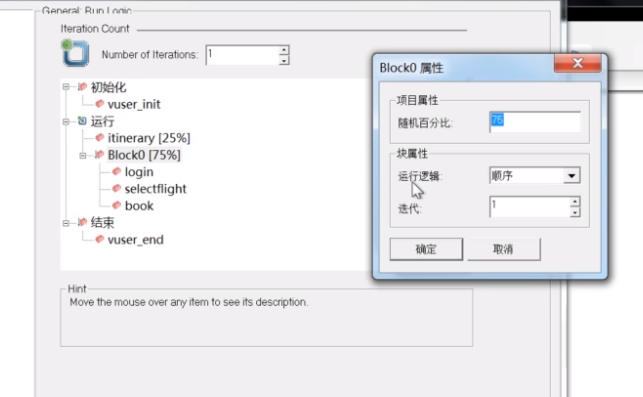 General: Run Logic
Iteration Count
Number of Iterations: 1
初始化
vuser_init
运行
itinerary [25%]
Block0 [75%]
login
selectflight
book
结束
vuser_end
Hint
Move the mouse over any item to see its description.
Block0 属性
项目属性
随机百分比: 75
块属性
运行逻辑: 顺序
迭代: 1
确定 取消